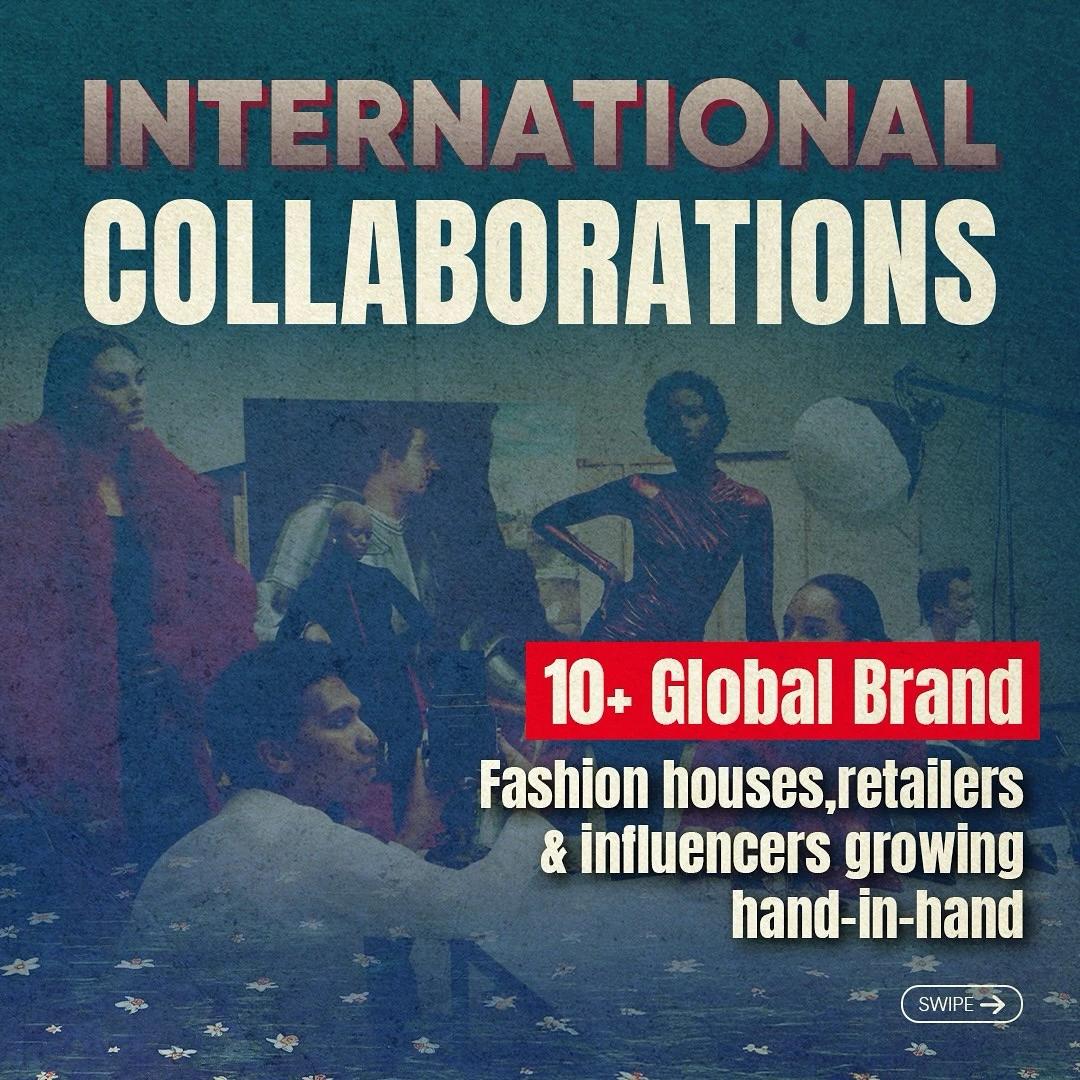 INTERNATIONAL
COLLABORATIONS
10+ Global Brand
Fashion houses,retailers
& influencers growing
hand-in-hand
SWIPE →